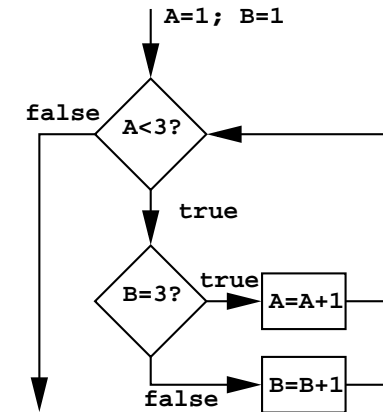 A=1; B=1
false
A<3?
true
B=3?
true
A=A+1
false
B=B+1